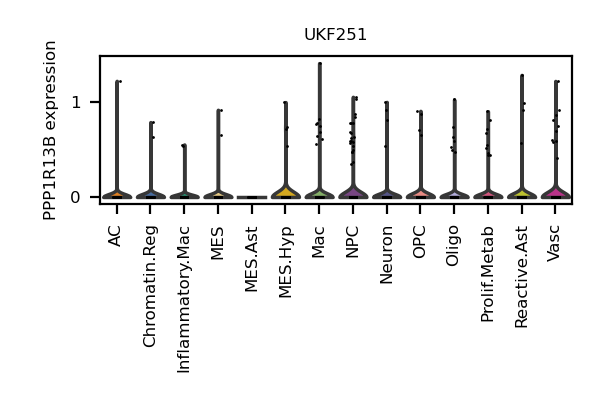 UKF251
PPP1R13B expression
1
0
AC
Chromatin.Reg
Inflammatory.Mac
MES
MES.Ast
MES.Hyp
Mac
NPC
Neuron
OPC
Oligo
Prolif.Metab
Reactive.Ast
Vasc